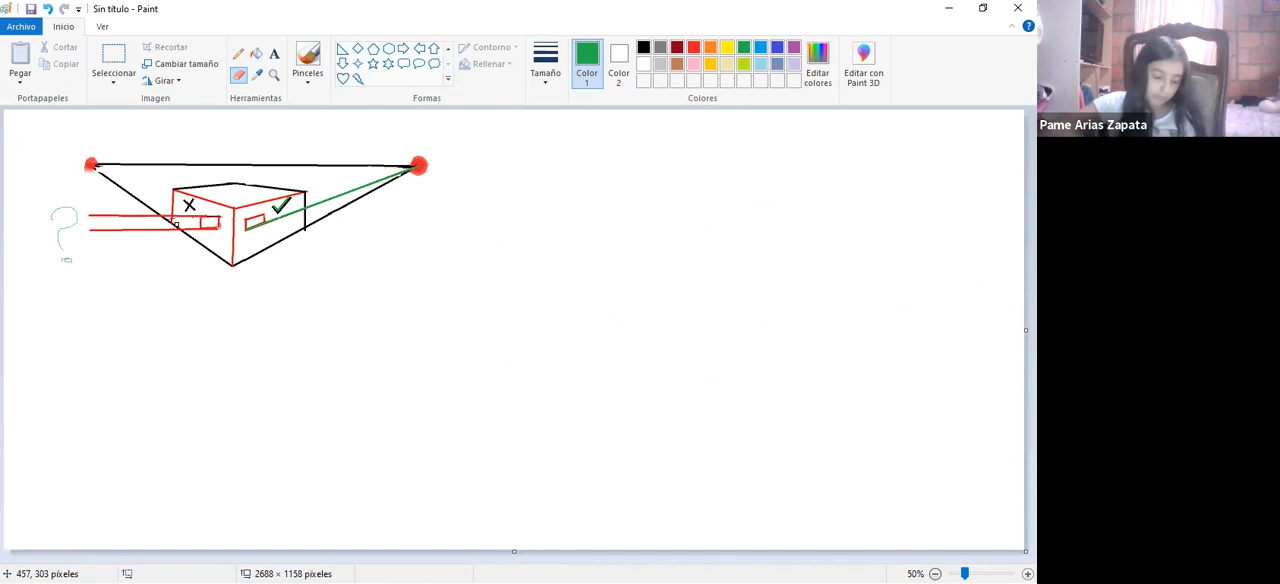 Sin título - Paint
Archivo Inicio Ver
Pegar
Cortar
Copiar
Portapapeles
Seleccionar
Recortar
Cambiar tamaño
Girar
Imagen
Herramientas
Pinceles
Contorno
Rellenar
Formas
Tamaño
Color 1
Color 2
Editar colores
Colores
Editar con Paint 3D
A
?
X
Pame Arias Zapata
457, 303 píxeles
2688 × 1158 píxeles
50%